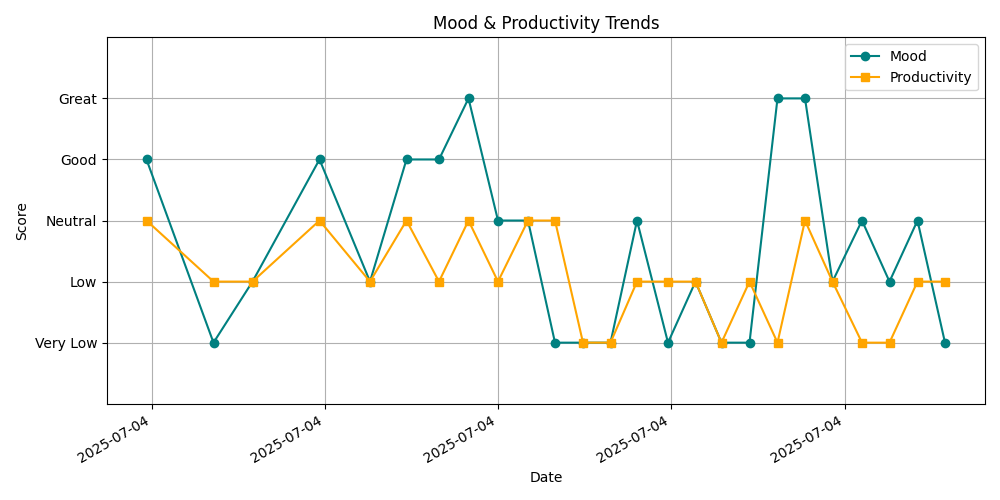 Mood & Productivity Trends
Mood
Productivity
Great
Good
Neutral
Low
Very Low
Score
2025-07-04
2025-07-04
2025-07-04
2025-07-04
2025-07-04
Date